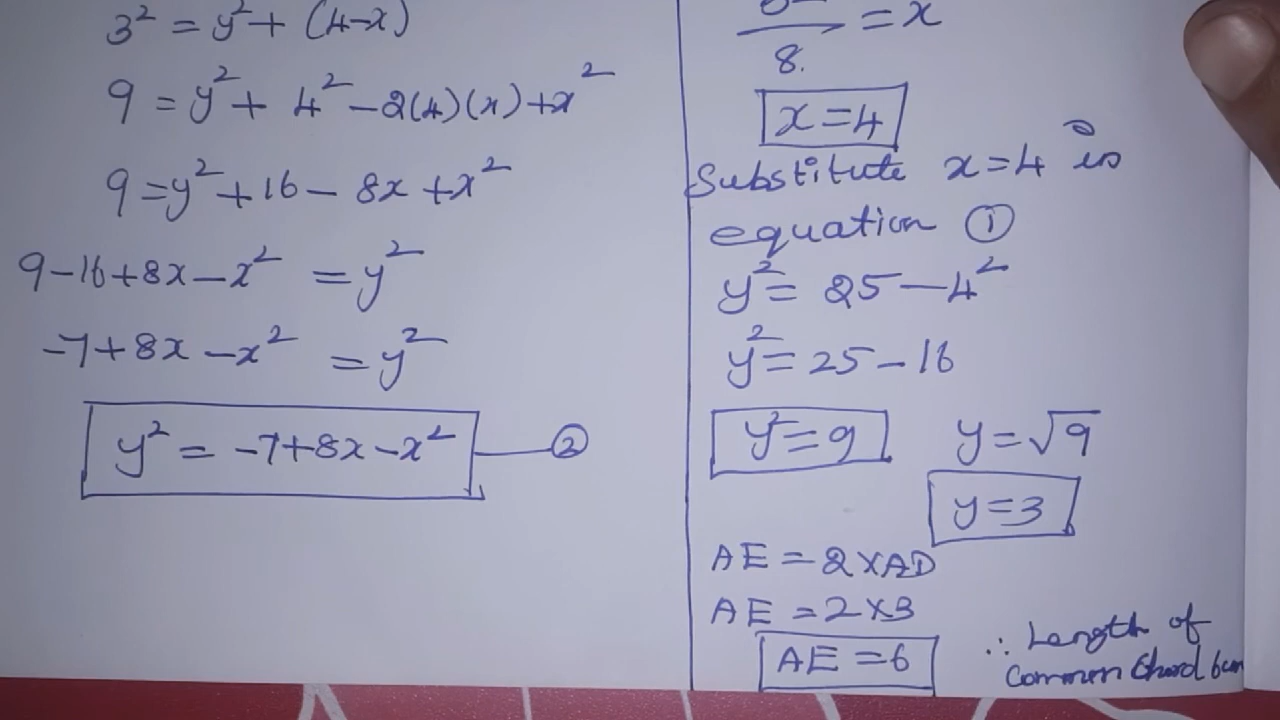 3² = y² + (4-x)
9 = y² + 4² - 2(4)(x) + x²
9 = y² + 16 - 8x + x²
9 - 16 + 8x - x² = y²
-7 + 8x - x² = y²
y² = -7 + 8x - x² — ②
8. = x
x = 4
Substitute x = 4 in
equation ①
y² = 25 - 4²
y² = 25 - 16
y² = 9 y = √9
y = 3
AE = 2 × AD
AE = 2 × 3
AE = 6
∴ Length of
Common Chord 6cm